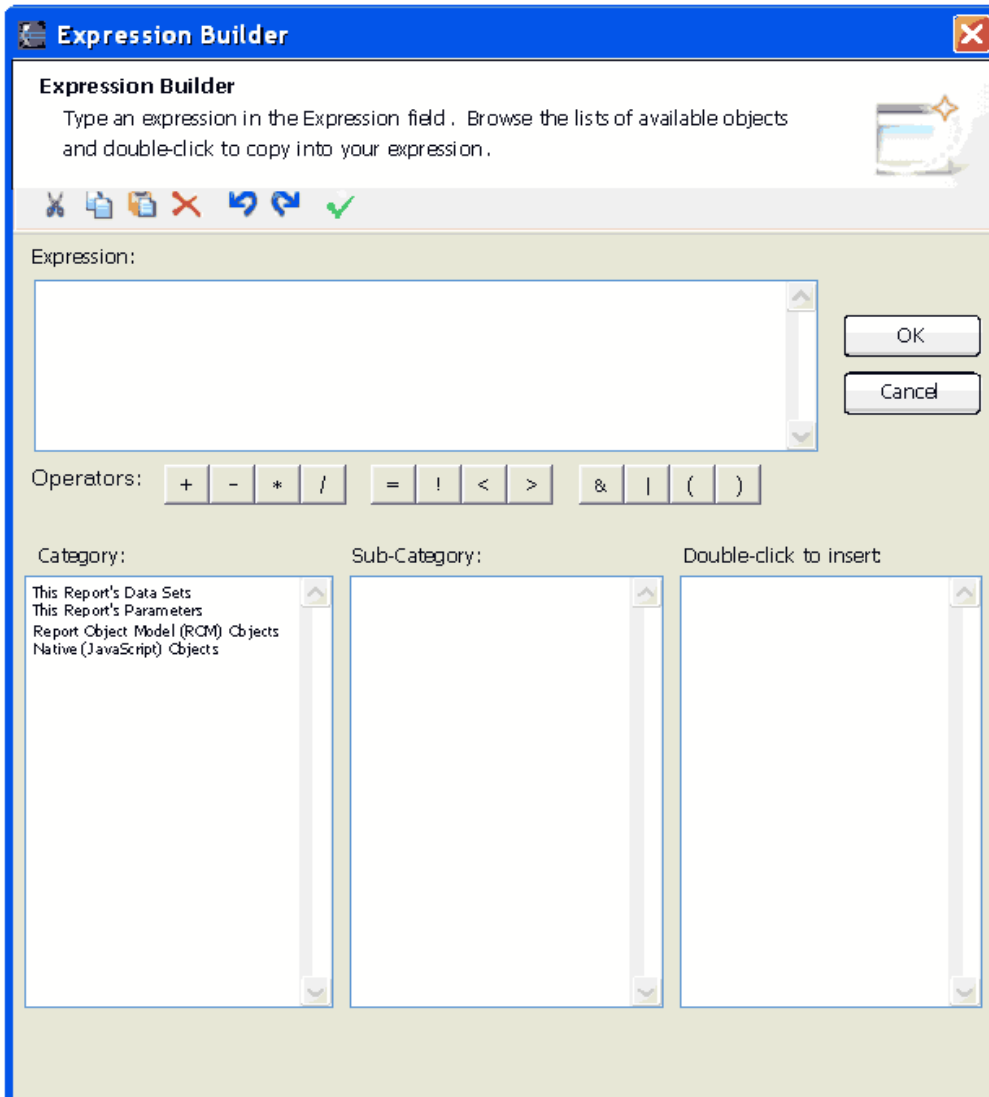 Expression Builder
Expression Builder
Type an expression in the Expression field . Browse the lists of available objects
and double-click to copy into your expression .
Expression:
OK
Cancel
Operators: + - * / = ! < > & | ( )
Category: Sub-Category: Double-click to insert:
This Report's Data Sets
This Report's Parameters
Report Object Model (ROM) Objects
Native (JavaScript) Objects